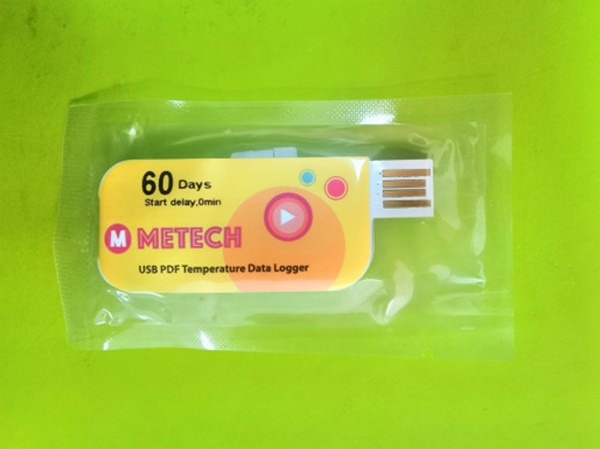 60 Days
Start delay,0min
M METECH
USB PDF Temperature Data Logger